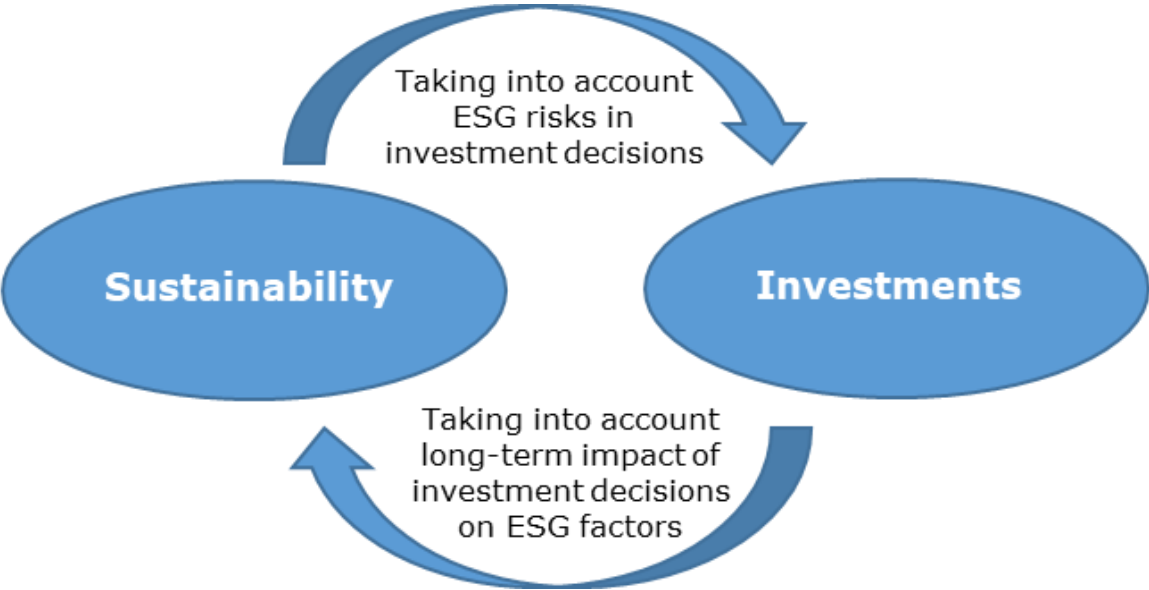 Taking into account
ESG risks in
investment decisions
Sustainability
Investments
Taking into account
long-term impact of
investment decisions
on ESG factors